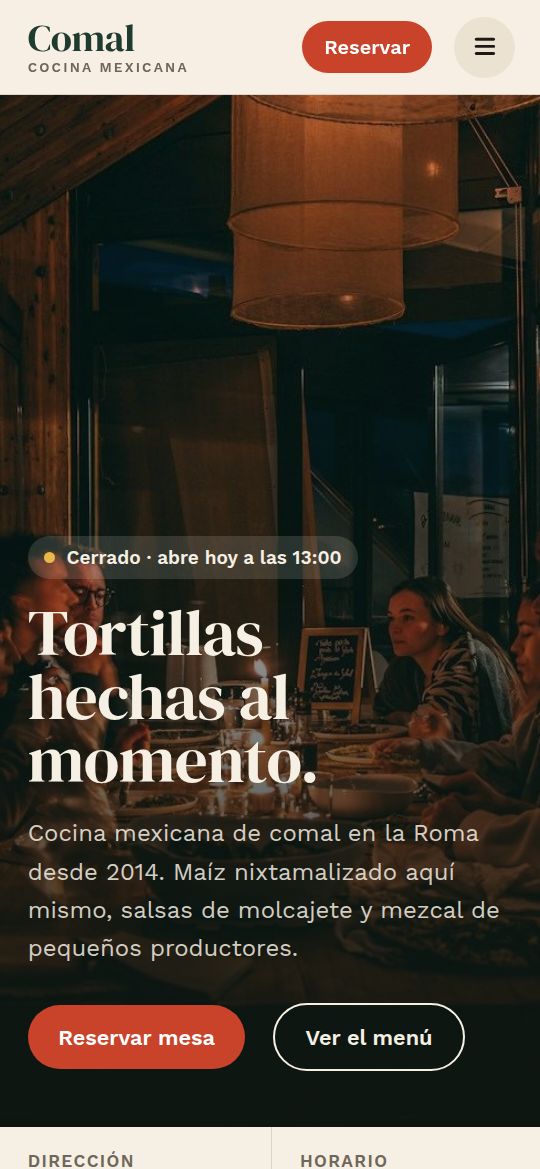 Comal
COCINA MEXICANA
Reservar
Cerrado · abre hoy a las 13:00
Tortillas
hechas al
momento.
Cocina mexicana de comal en la Roma
desde 2014. Maíz nixtamalizado aquí
mismo, salsas de molcajete y mezcal de
pequeños productores.
Reservar mesa
Ver el menú
DIRECCIÓN
HORARIO